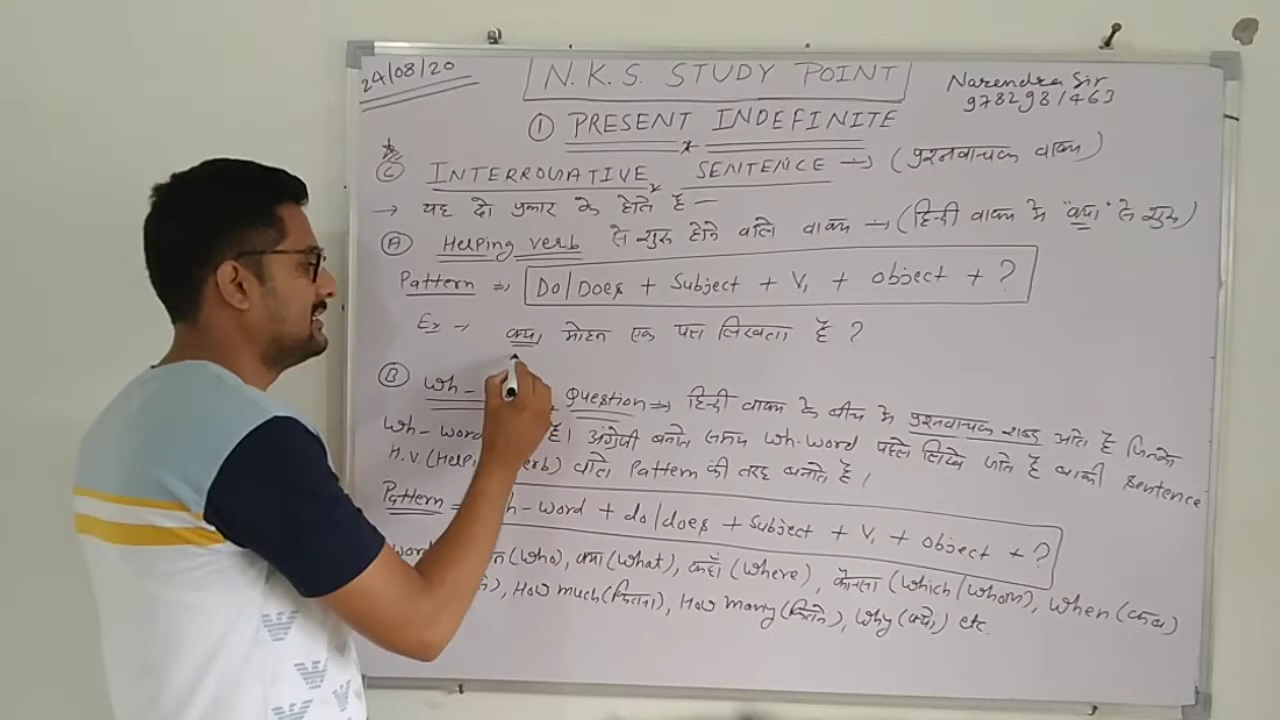 24/08/20
N.K.S. STUDY POINT
Narendra Sir
9782981463
① PRESENT INDEFINITE
Ⓒ INTERROUATIVE SENTENCE → (प्रश्नवाचक वाक्य)
→ यह दो प्रकार के होते है –
Ⓐ Helping verb से शुरू होने वाले वाक्य → (हिन्दी वाक्य मे "क्या" से शुरू)
Pattern ⇒ Do/Does + Subject + V₁ + object + ?
Ex → क्या मोहन एक पत्र लिखता है ?
Ⓑ Wh- Question ⇒ हिन्दी वाक्य के बीच मे प्रश्नवाचक शब्द आते है जिनको
Wh-word है। अंग्रेजी बनाते समय Wh.word पहले लिखे जाते है बाकी sentence
H.V.(Help erb) वाले Pattern की तरह बनाते है।
Pattern = h-word + do/does + Subject + V₁ + object + ?
word (Who), क्या (What), कहाँ (Where), कौनसा (Which/Whom), When (कब)
), How much (कितना), How many (कितने), Why (क्यो) etc.